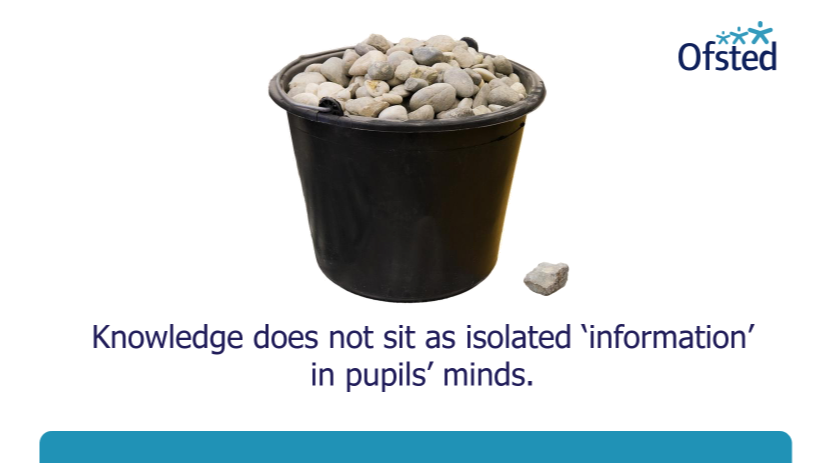 Ofsted
Knowledge does not sit as isolated ‘information’
in pupils’ minds.